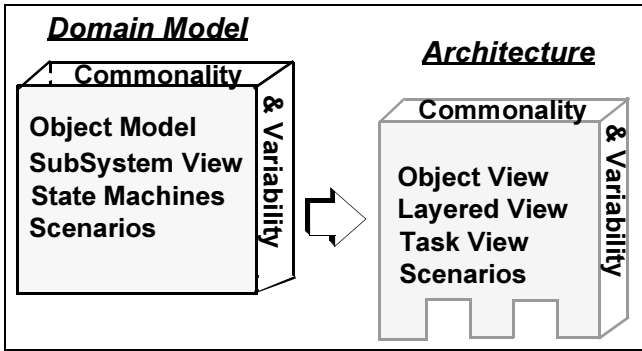 Domain Model
Commonality
& Variability
Object Model
SubSystem View
State Machines
Scenarios
Architecture
Commonality
& Variability
Object View
Layered View
Task View
Scenarios